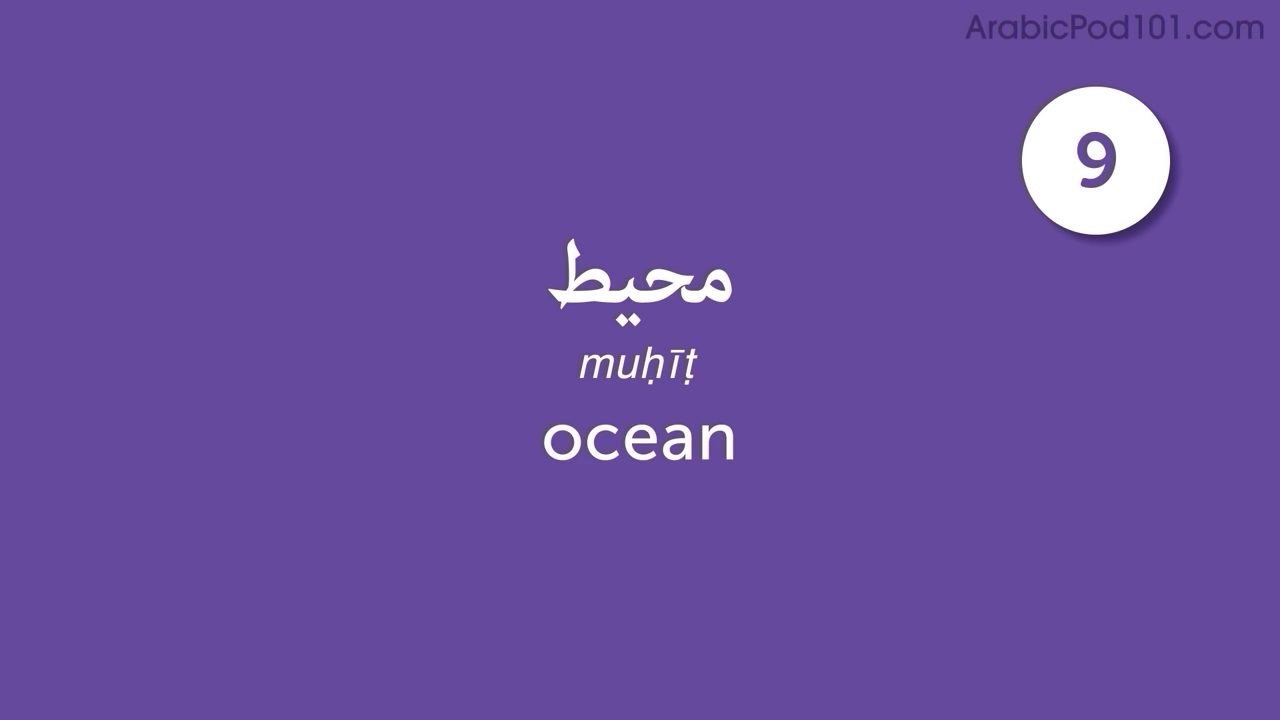 ArabicPod101.com
9
محيط
muḥīṭ
ocean